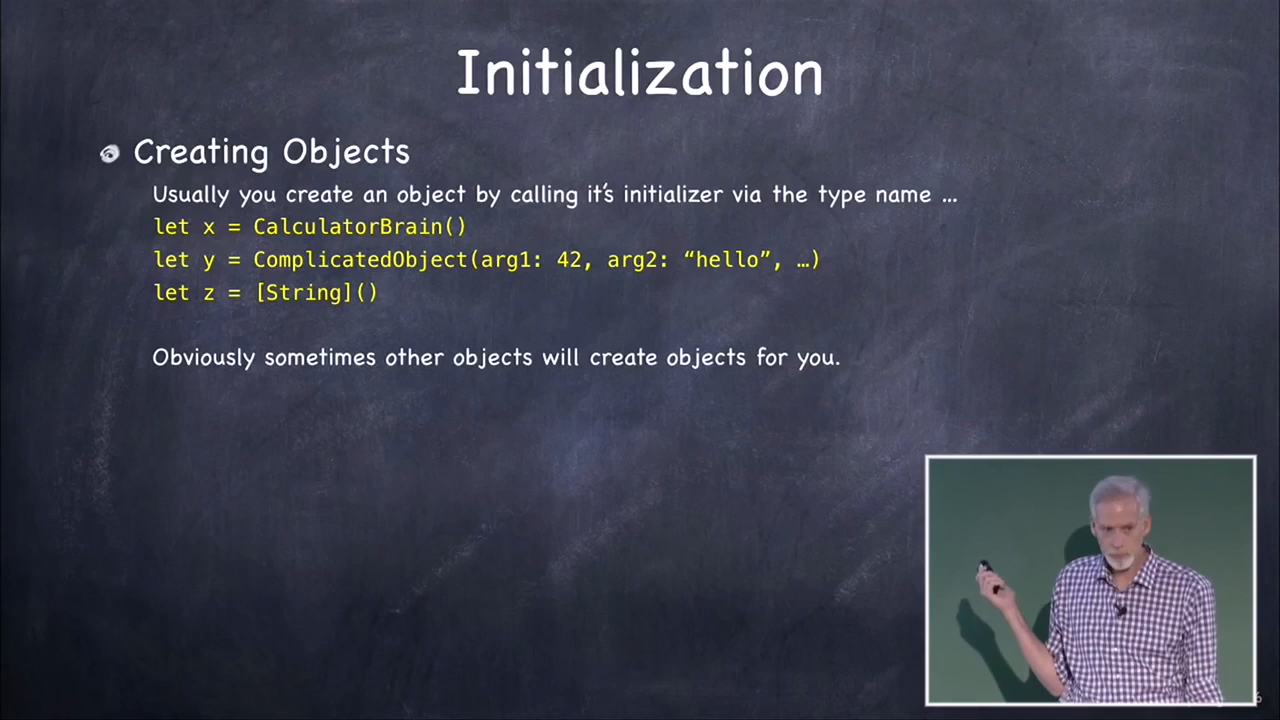 Initialization
Creating Objects
Usually you create an object by calling it's initializer via the type name …
let x = CalculatorBrain()
let y = ComplicatedObject(arg1: 42, arg2: “hello”, …)
let z = [String]()
Obviously sometimes other objects will create objects for you.